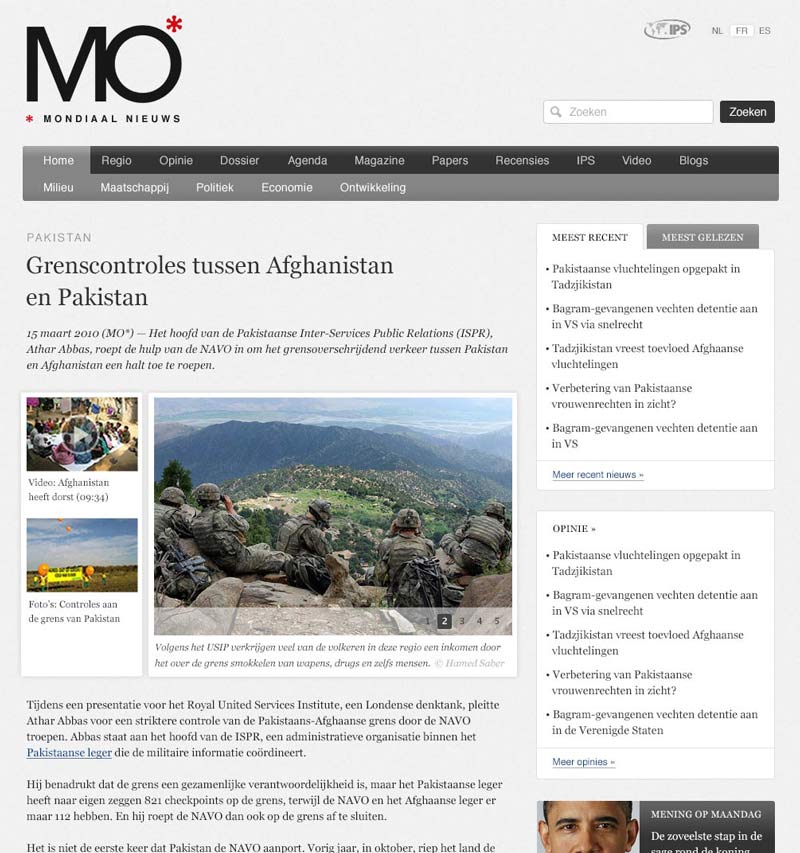 MO*
* MONDIAAL NIEUWS
IPS
NL FR ES
Zoeken
Zoeken
Home Regio Opinie Dossier Agenda Magazine Papers Recensies IPS Video Blogs
Milieu Maatschappij Politiek Economie Ontwikkeling
PAKISTAN
Grenscontroles tussen Afghanistan
en Pakistan
15 maart 2010 (MO*) — Het hoofd van de Pakistaanse Inter-Services Public Relations (ISPR),
Athar Abbas, roept de hulp van de NAVO in om het grensoverschrijdend verkeer tussen Pakistan
en Afghanistan een halt toe te roepen.
Video: Afghanistan
heeft dorst (09:34)
Foto's: Controles aan
de grens van Pakistan
1 2 3 4 5
Volgens het USIP verkrijgen veel van de volkeren in deze regio een inkomen door
het over de grens smokkelen van wapens, drugs en zelfs mensen. © Hamed Saber
Tijdens een presentatie voor het Royal United Services Institute, een Londense denktank, pleitte
Athar Abbas voor een striktere controle van de Pakistaans-Afghaanse grens door de NAVO
troepen. Abbas staat aan het hoofd van de ISPR, een administratieve organisatie binnen het
Pakistaanse leger die de militaire informatie coördineert.
Hij benadrukt dat de grens een gezamenlijke verantwoordelijkheid is, maar het Pakistaanse leger
heeft naar eigen zeggen 821 checkpoints op de grens, terwijl de NAVO en het Afghaanse leger er
maar 112 hebben. En hij roept de NAVO dan ook op de grens af te sluiten.
Het is niet de eerste keer dat Pakistan de NAVO aanport. Vorig jaar, in oktober, riep het land de
MEEST RECENT MEEST GELEZEN
• Pakistaanse vluchtelingen opgepakt in
Tadzjikistan
• Bagram-gevangenen vechten detentie aan
in VS via snelrecht
• Tadzjikistan vreest toevloed Afghaanse
vluchtelingen
• Verbetering van Pakistaanse
vrouwenrechten in zicht?
• Bagram-gevangenen vechten detentie aan
in VS
Meer recent nieuws »
OPINIE »
• Pakistaanse vluchtelingen opgepakt in
Tadzjikistan
• Bagram-gevangenen vechten detentie aan
in VS via snelrecht
• Tadzjikistan vreest toevloed Afghaanse
vluchtelingen
• Verbetering van Pakistaanse
vrouwenrechten in zicht?
• Bagram-gevangenen vechten detentie aan
in de Verenigde Staten
Meer opinies »
MENING OP MAANDAG
De zoveelste stap in de
sage rond de koning